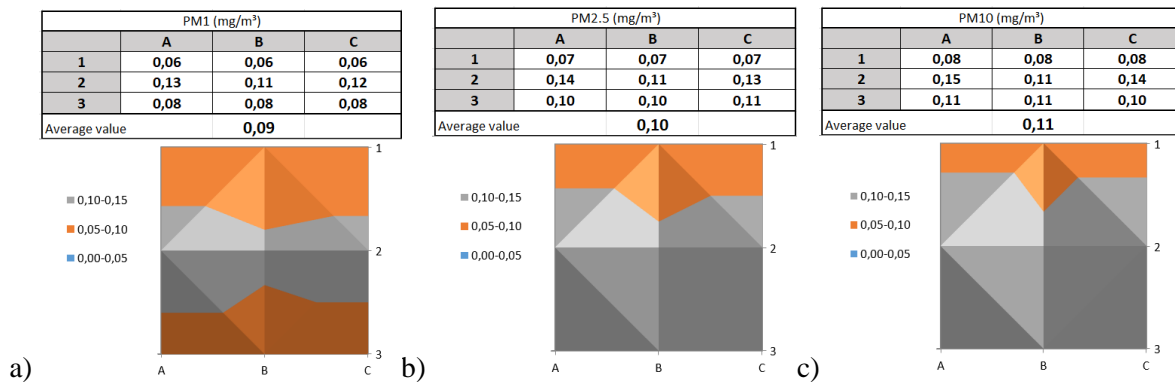 PM1 (mg/m³)
A B C
1 0,06 0,06 0,06
2 0,13 0,11 0,12
3 0,08 0,08 0,08
Average value 0,09
0,10-0,15
0,05-0,10
0,00-0,05
1
2
3
A B C
a)
PM2.5 (mg/m³)
A B C
1 0,07 0,07 0,07
2 0,14 0,11 0,13
3 0,10 0,10 0,11
Average value 0,10
0,10-0,15
0,05-0,10
0,00-0,05
1
2
3
A B C
b)
PM10 (mg/m³)
A B C
1 0,08 0,08 0,08
2 0,15 0,11 0,14
3 0,11 0,11 0,10
Average value 0,11
0,10-0,15
0,05-0,10
0,00-0,05
1
2
3
A B C
c)